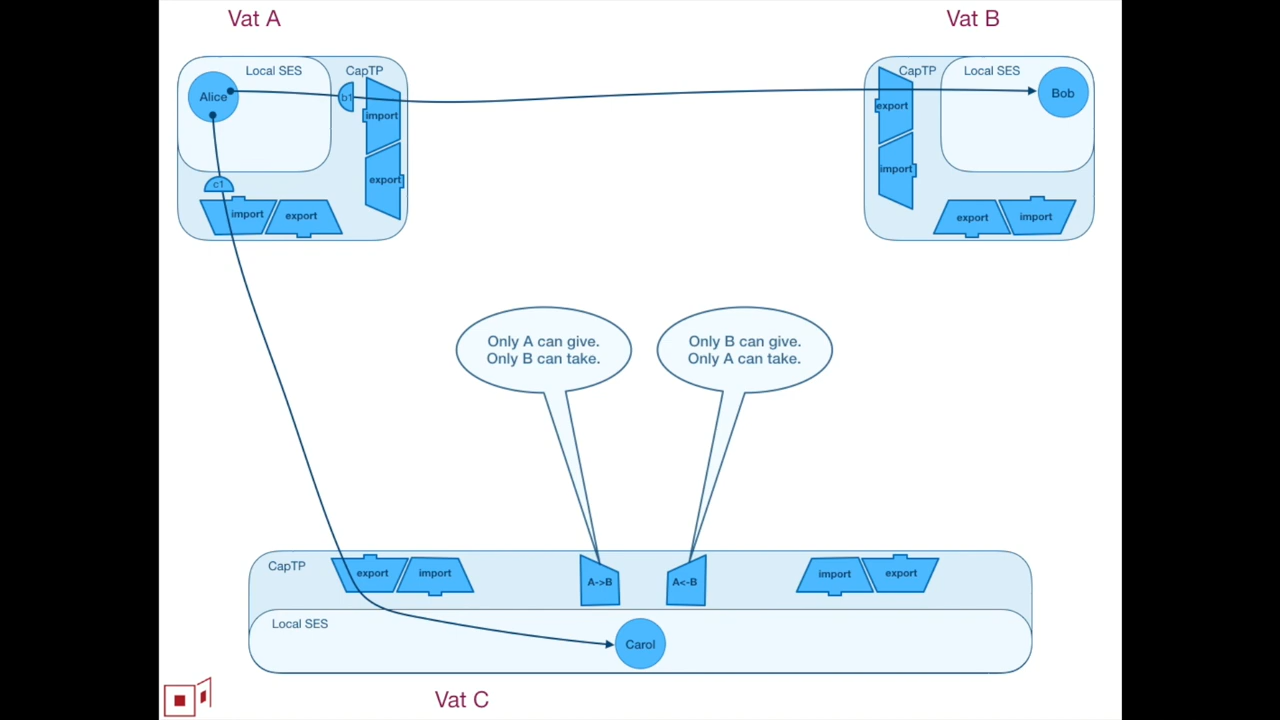 Vat A
Vat B
Local SES
CapTP
CapTP
Local SES
Alice
b1
import
export
Bob
export
import
c1
import
export
export
import
Only A can give.
Only B can take.
Only B can give.
Only A can take.
CapTP
export
import
A->B
A<-B
import
export
Local SES
Carol
Vat C